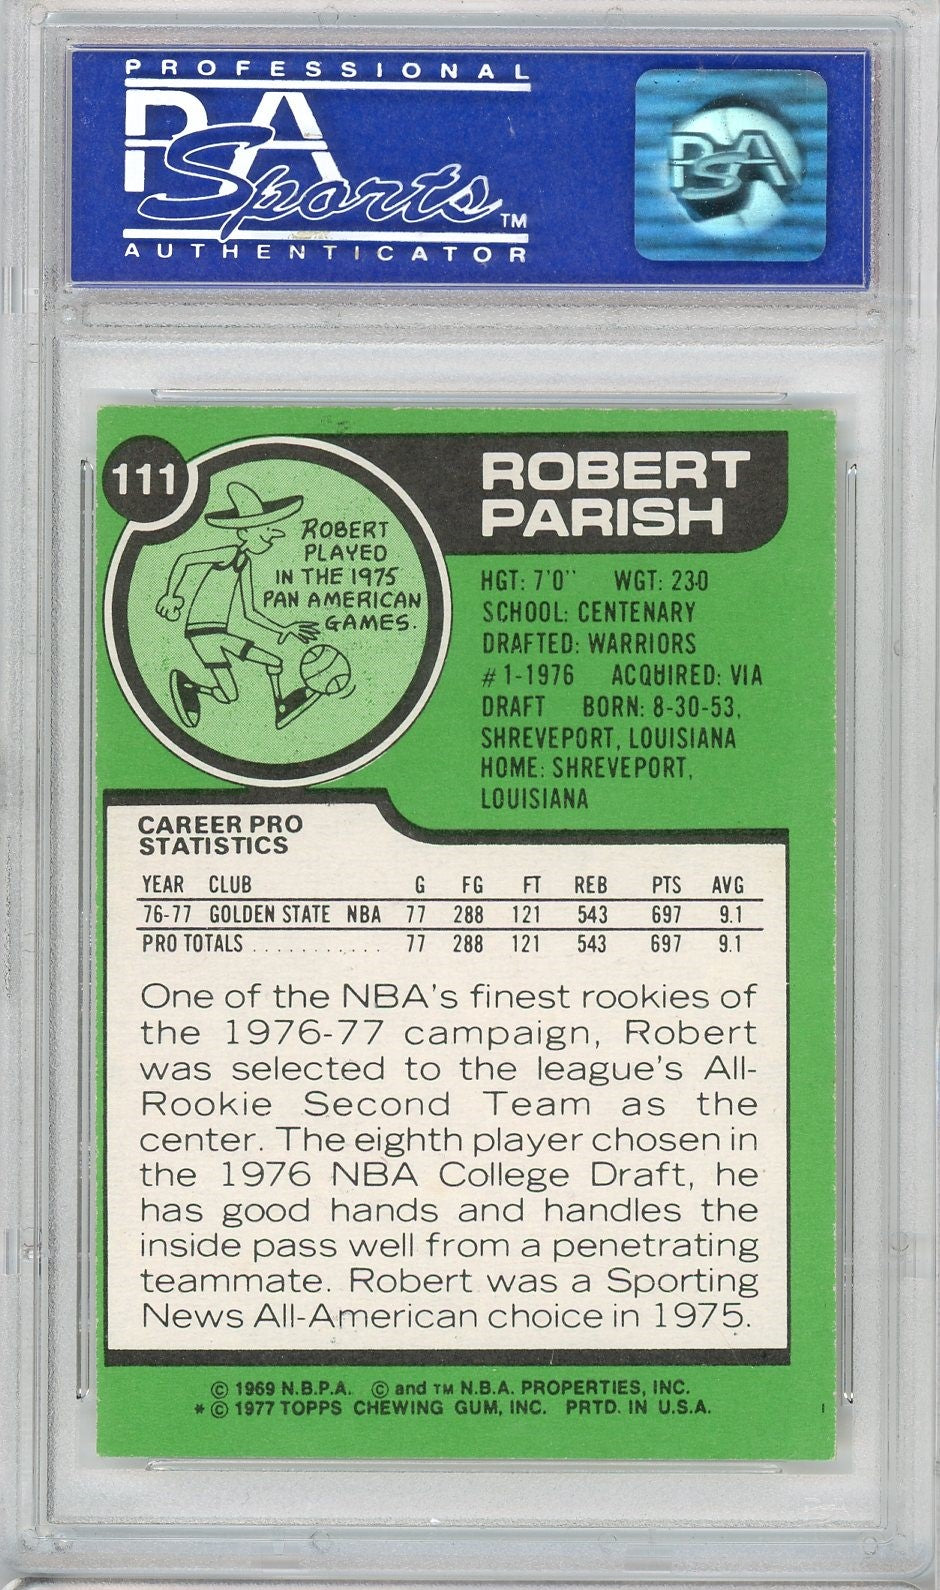 PROFESSIONAL
PSA
Sports™
AUTHENTICATOR
PSA
111
ROBERT
PARISH
ROBERT
PLAYED
IN THE 1975
PAN AMERICAN
GAMES.
HGT: 7'0" WGT: 230
SCHOOL: CENTENARY
DRAFTED: WARRIORS
#1-1976 ACQUIRED: VIA
DRAFT BORN: 8-30-53,
SHREVEPORT, LOUISIANA
HOME: SHREVEPORT,
LOUISIANA
CAREER PRO
STATISTICS
YEAR CLUB G FG FT REB PTS AVG
76-77 GOLDEN STATE NBA 77 288 121 543 697 9.1
PRO TOTALS ........... 77 288 121 543 697 9.1
One of the NBA's finest rookies of
the 1976-77 campaign, Robert
was selected to the league's All-
Rookie Second Team as the
center. The eighth player chosen in
the 1976 NBA College Draft, he
has good hands and handles the
inside pass well from a penetrating
teammate. Robert was a Sporting
News All-American choice in 1975.
© 1969 N.B.P.A. © and TM N.B.A. PROPERTIES, INC.
* © 1977 TOPPS CHEWING GUM, INC. PRTD. IN U.S.A.